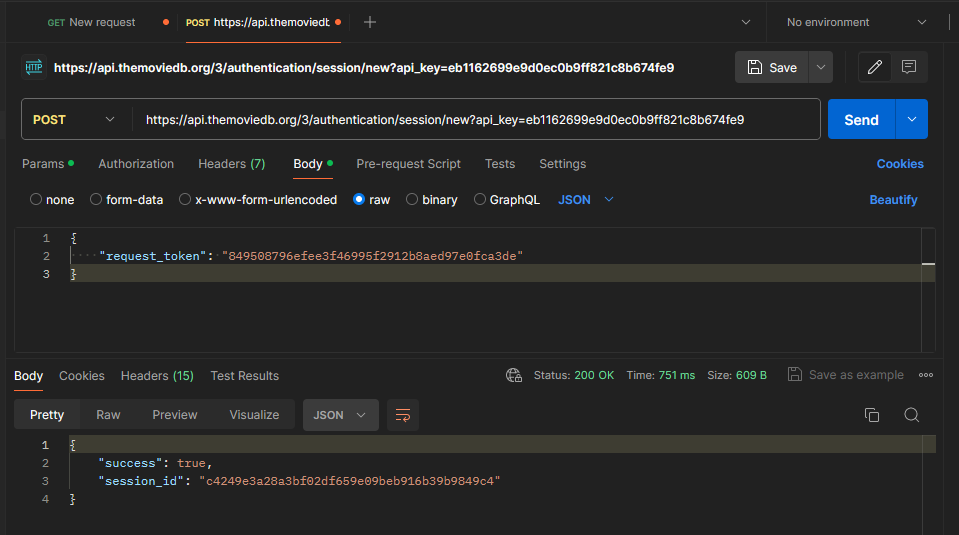 GET New request POST https://api.themoviedt + No environment
HTTP https://api.themoviedb.org/3/authentication/session/new?api_key=eb1162699e9d0ec0b9ff821c8b674fe9 Save
POST https://api.themoviedb.org/3/authentication/session/new?api_key=eb1162699e9d0ec0b9ff821c8b674fe9 Send
Params Authorization Headers (7) Body Pre-request Script Tests Settings Cookies
none form-data x-www-form-urlencoded raw binary GraphQL JSON Beautify
1 {
2 "request_token": "849508796efee3f46995f2912b8aed97e0fca3de"
3 }
Body Cookies Headers (15) Test Results Status: 200 OK Time: 751 ms Size: 609 B Save as example
Pretty Raw Preview Visualize JSON
1 {
2 "success": true,
3 "session_id": "c4249e3a28a3bf02df659e09beb916b39b9849c4"
4 }